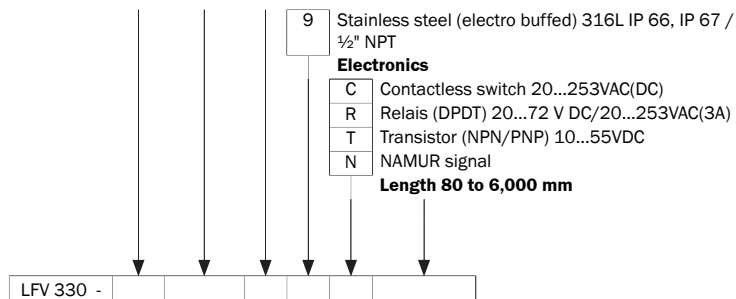 9 Stainless steel (electro buffed) 316L IP 66, IP 67 /
½" NPT
Electronics
C Contactless switch 20...253VAC(DC)
R Relais (DPDT) 20...72 V DC/20...253VAC(3A)
T Transistor (NPN/PNP) 10...55VDC
N NAMUR signal
Length 80 to 6,000 mm
LFV 330 -